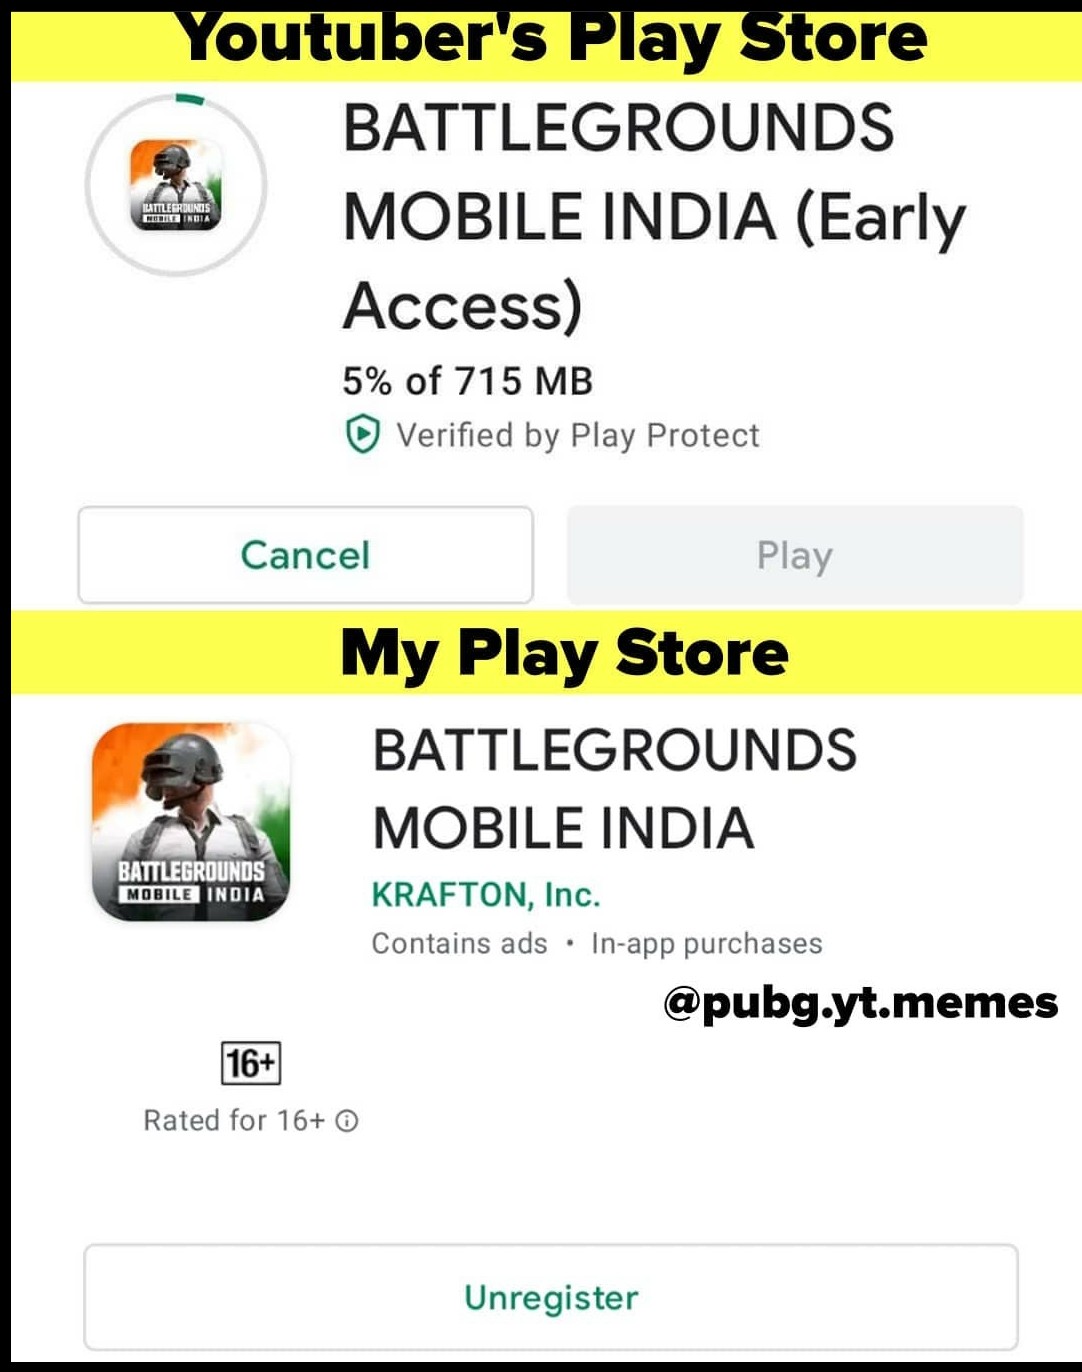 Youtuber's Play Store
BATTLEGROUNDS
MOBILE INDIA
BATTLEGROUNDS
MOBILE INDIA (Early
Access)
5% of 715 MB
Verified by Play Protect
Cancel
Play
My Play Store
BATTLEGROUNDS
MOBILE INDIA
BATTLEGROUNDS
MOBILE INDIA
KRAFTON, Inc.
Contains ads • In-app purchases
@pubg.yt.memes
16+
Rated for 16+
Unregister